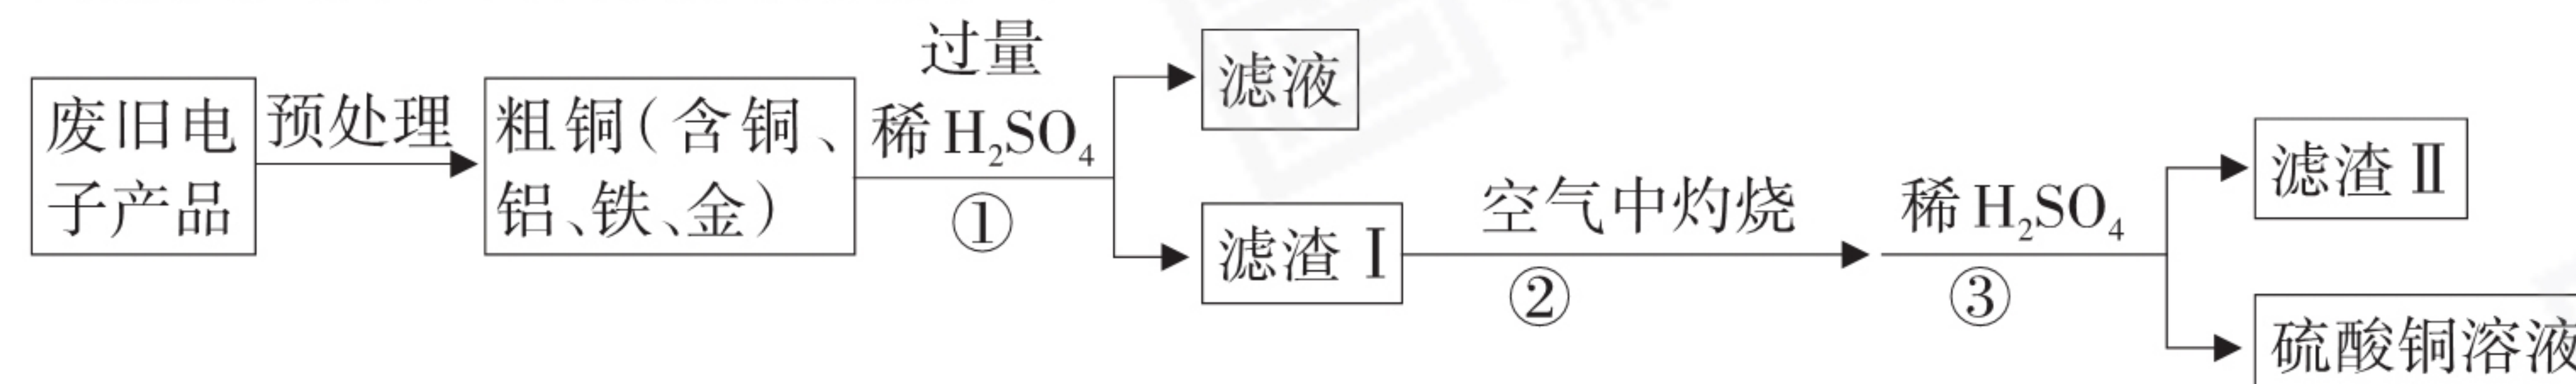 废旧电
子产品
预处理
粗铜(含铜、
铝、铁、金)
过量
稀H₂SO₄
①
滤液
滤渣Ⅰ
空气中灼烧
②
稀H₂SO₄
③
滤渣Ⅱ
硫酸铜溶液